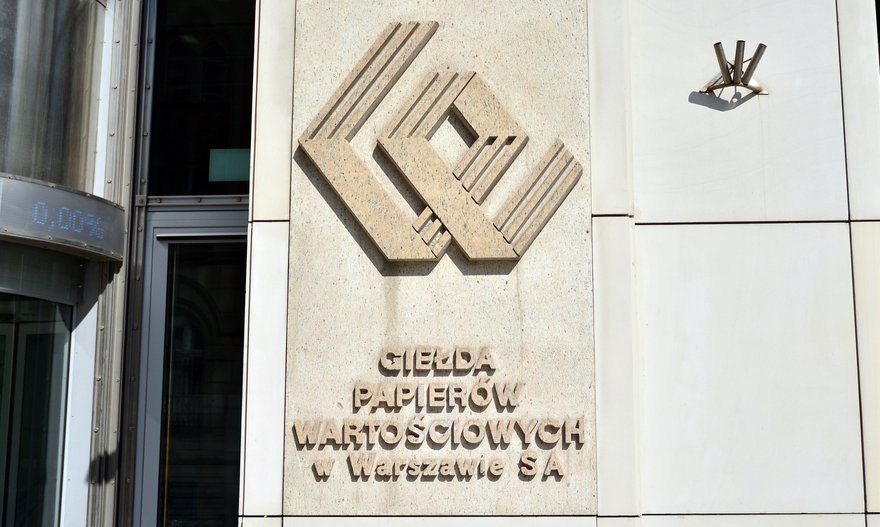 0,00%
GIEŁDA
PAPIERÓW
WARTOŚCIOWYCH
w Warszawie SA